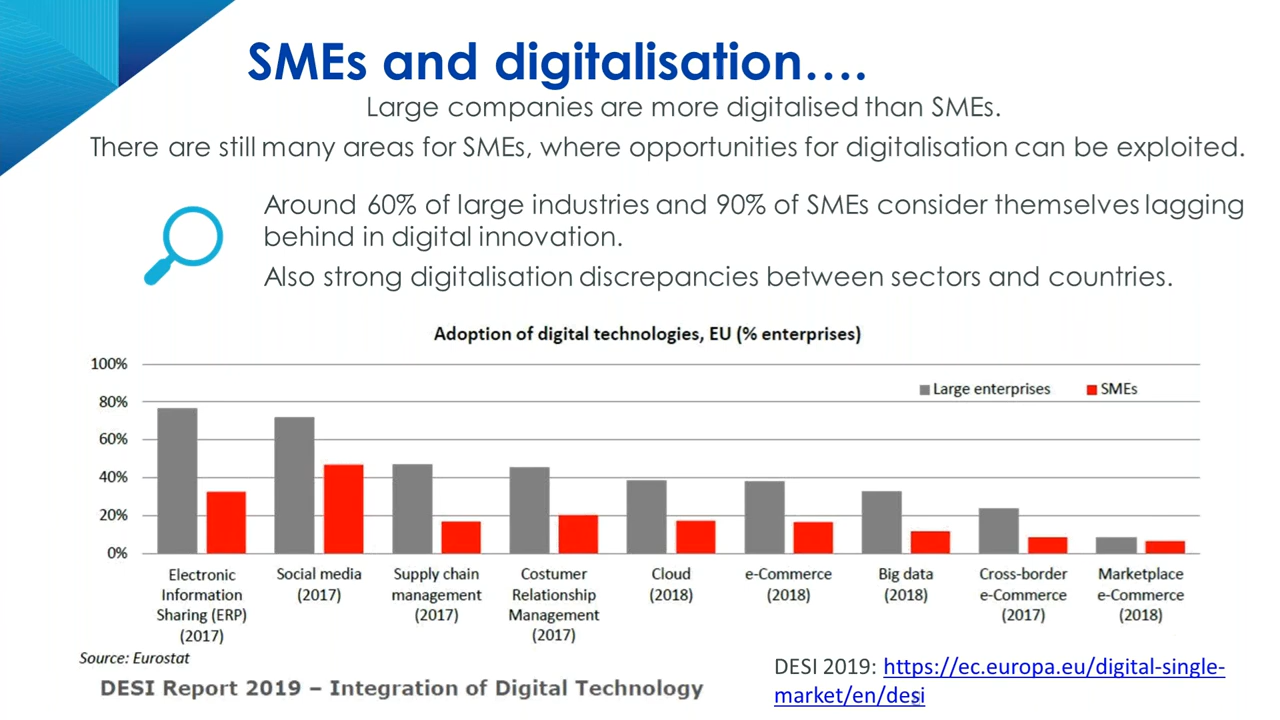 SMEs and digitalisation....
Large companies are more digitalised than SMEs.
There are still many areas for SMEs, where opportunities for digitalisation can be exploited.
Around 60% of large industries and 90% of SMEs consider themselves lagging
behind in digital innovation.
Also strong digitalisation discrepancies between sectors and countries.
Adoption of digital technologies, EU (% enterprises)
100%
80%
60%
40%
20%
0%
Large enterprises
SMEs
Electronic
Information
Sharing (ERP)
(2017)
Social media
(2017)
Supply chain
management
(2017)
Costumer
Relationship
Management
(2017)
Cloud
(2018)
e-Commerce
(2018)
Big data
(2018)
Cross-border
e-Commerce
(2017)
Marketplace
e-Commerce
(2018)
Source: Eurostat
DESI Report 2019 – Integration of Digital Technology
DESI 2019: https://ec.europa.eu/digital-single-
market/en/desi